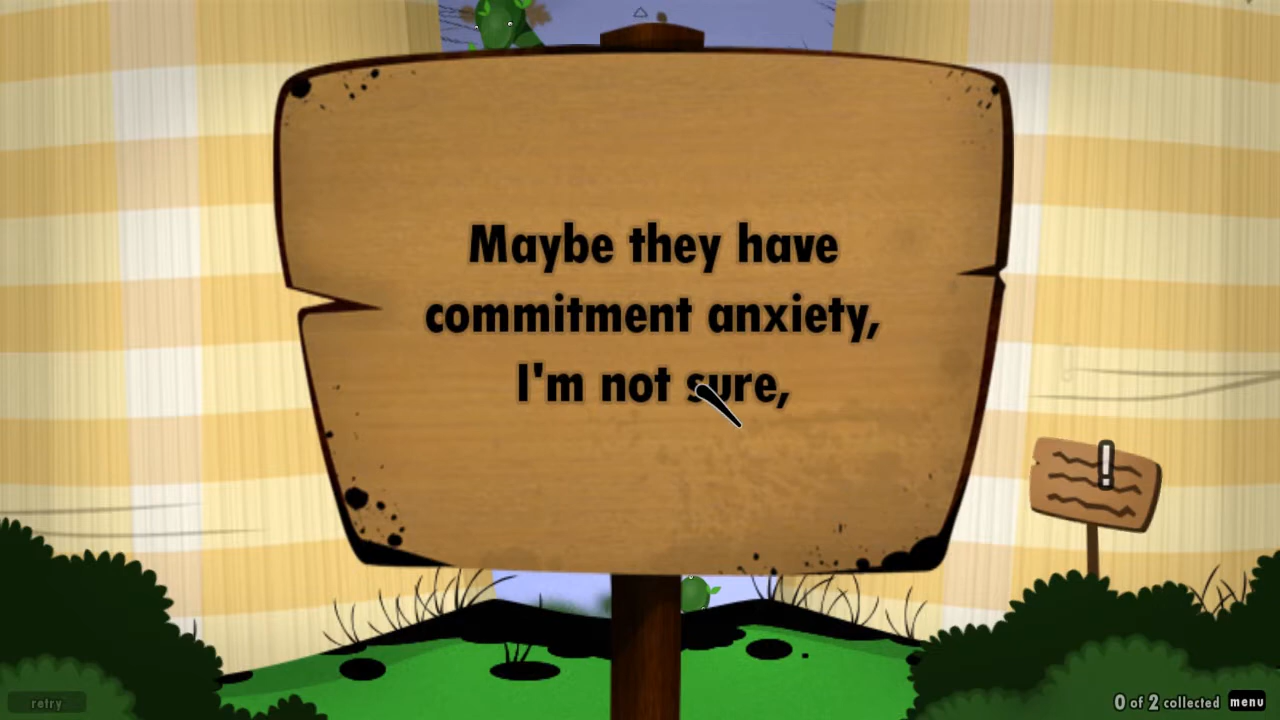 Maybe they have
commitment anxiety,
I'm not sure,
retry
0 of 2 collected menu